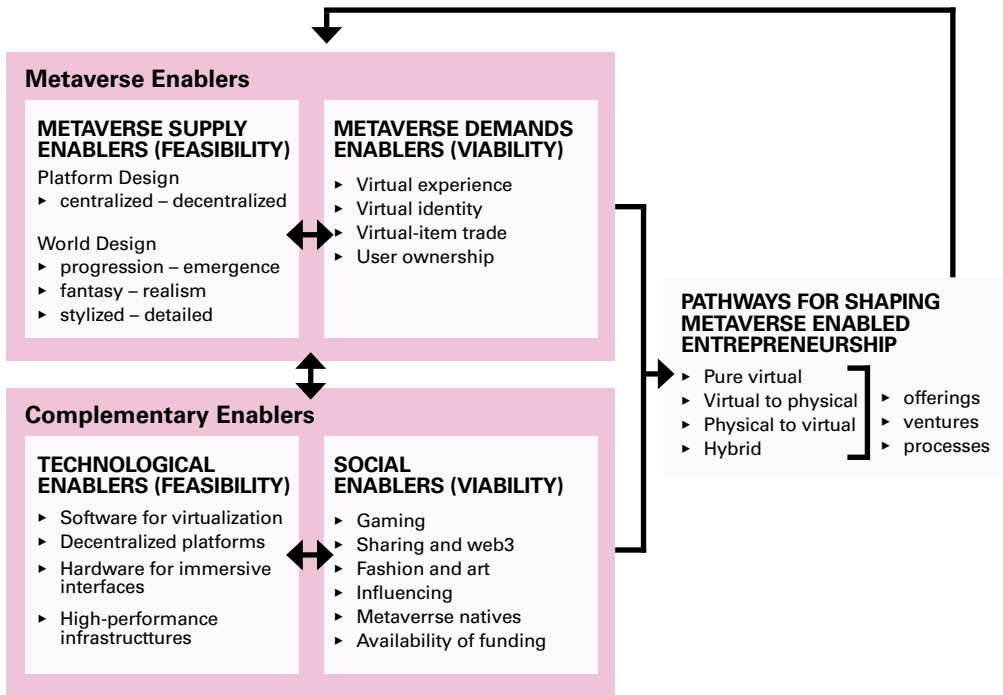 Metaverse Enablers
METAVERSE SUPPLY
ENABLERS (FEASIBILITY)
Platform Design
▸ centralized – decentralized
World Design
▸ progression – emergence
▸ fantasy – realism
▸ stylized – detailed
METAVERSE DEMANDS
ENABLERS (VIABILITY)
▸ Virtual experience
▸ Virtual identity
▸ Virtual-item trade
▸ User ownership
Complementary Enablers
TECHNOLOGICAL
ENABLERS (FEASIBILITY)
▸ Software for virtualization
▸ Decentralized platforms
▸ Hardware for immersive
interfaces
▸ High-performance
infrastructtures
SOCIAL
ENABLERS (VIABILITY)
▸ Gaming
▸ Sharing and web3
▸ Fashion and art
▸ Influencing
▸ Metaverrse natives
▸ Availability of funding
PATHWAYS FOR SHAPING
METAVERSE ENABLED
ENTREPRENEURSHIP
▸ Pure virtual
▸ Virtual to physical
▸ Physical to virtual
▸ Hybrid
▸ offerings
▸ ventures
▸ processes